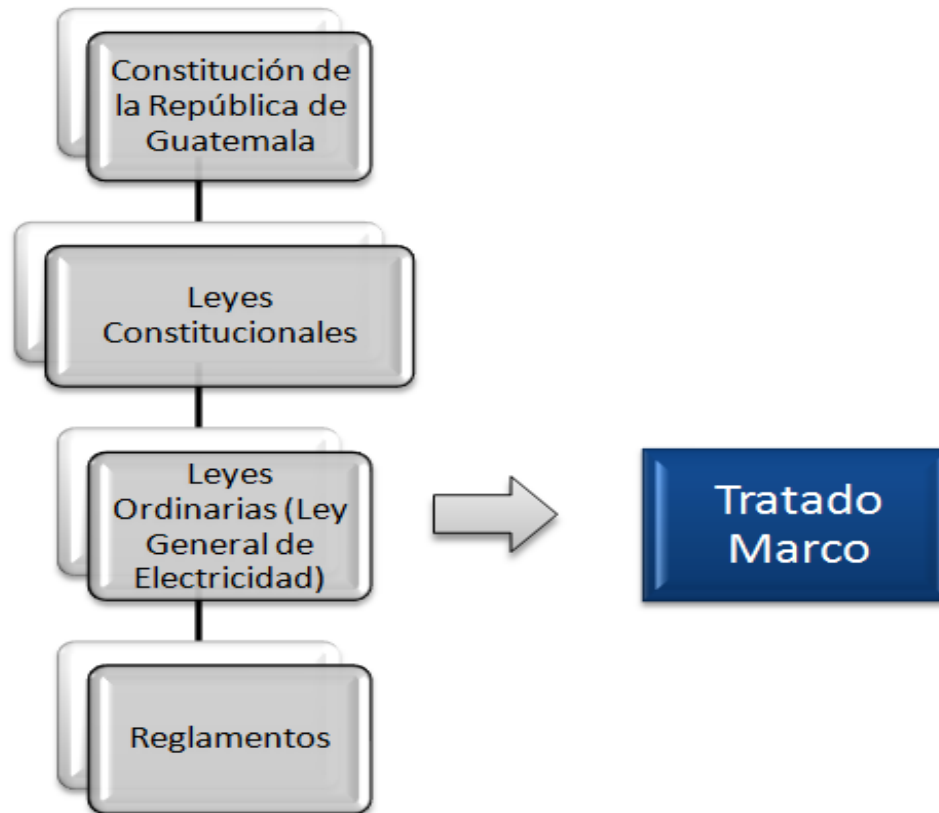 Constitución de
la República de
Guatemala
Leyes
Constitucionales
Leyes
Ordinarias (Ley
General de
Electricidad)
Tratado
Marco
Reglamentos